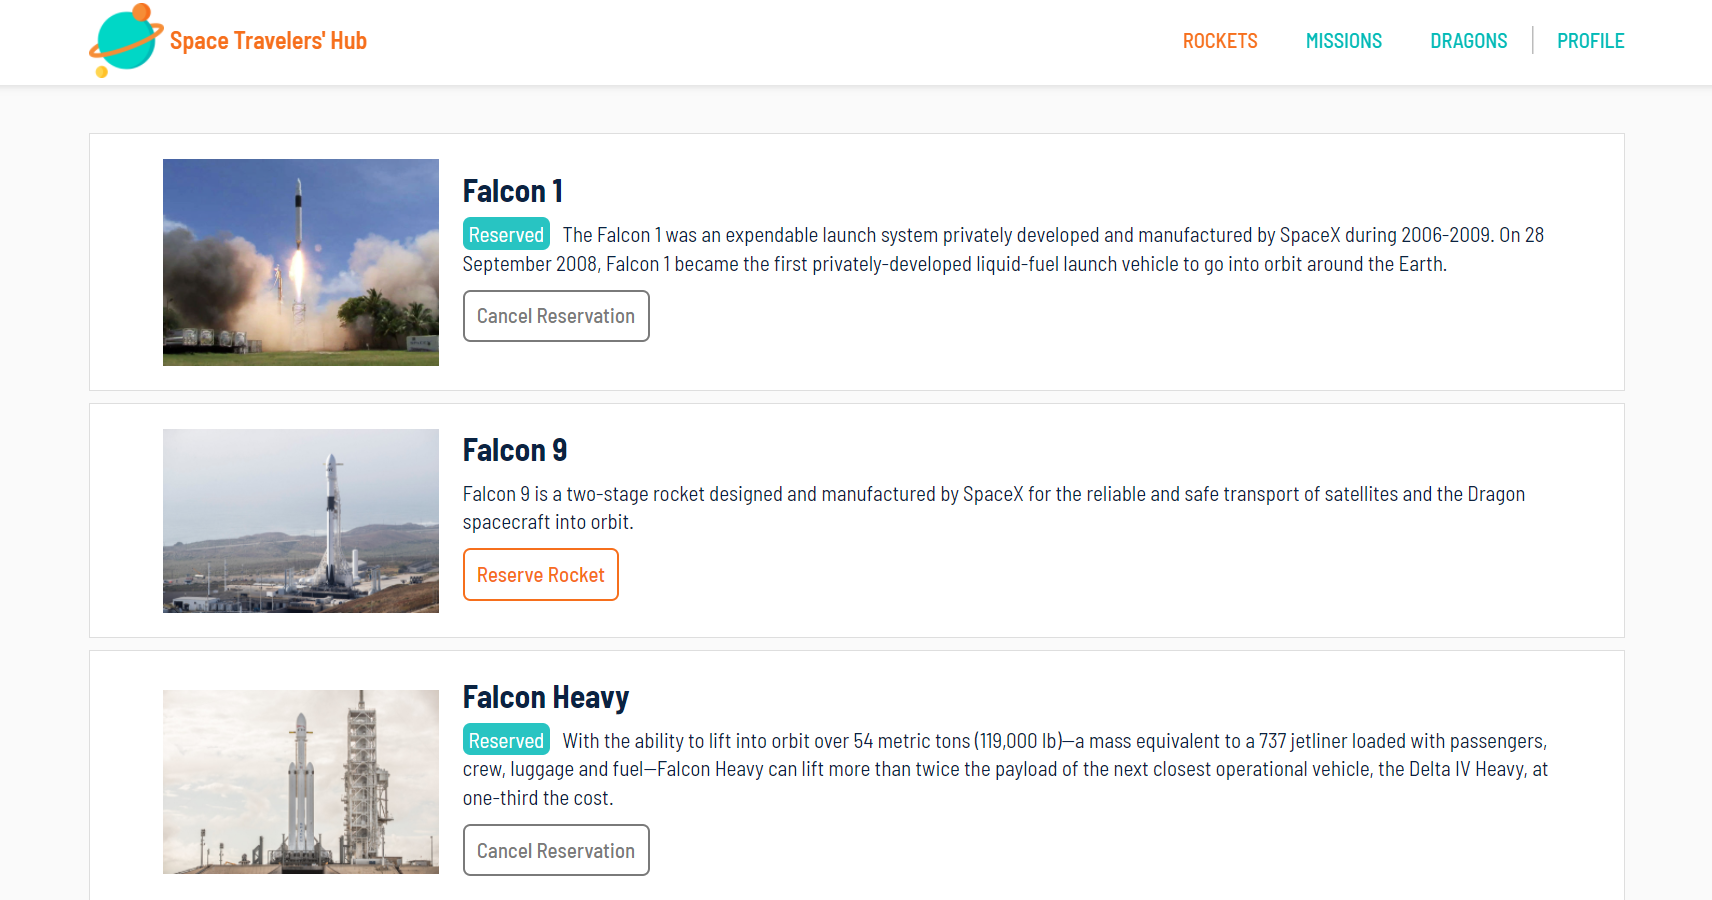 Space Travelers' Hub
ROCKETS MISSIONS DRAGONS PROFILE
Falcon 1
Reserved The Falcon 1 was an expendable launch system privately developed and manufactured by SpaceX during 2006-2009. On 28
September 2008, Falcon 1 became the first privately-developed liquid-fuel launch vehicle to go into orbit around the Earth.
Cancel Reservation
Falcon 9
Falcon 9 is a two-stage rocket designed and manufactured by SpaceX for the reliable and safe transport of satellites and the Dragon
spacecraft into orbit.
Reserve Rocket
Falcon Heavy
Reserved With the ability to lift into orbit over 54 metric tons (119,000 lb)—a mass equivalent to a 737 jetliner loaded with passengers,
crew, luggage and fuel—Falcon Heavy can lift more than twice the payload of the next closest operational vehicle, the Delta IV Heavy, at
one-third the cost.
Cancel Reservation